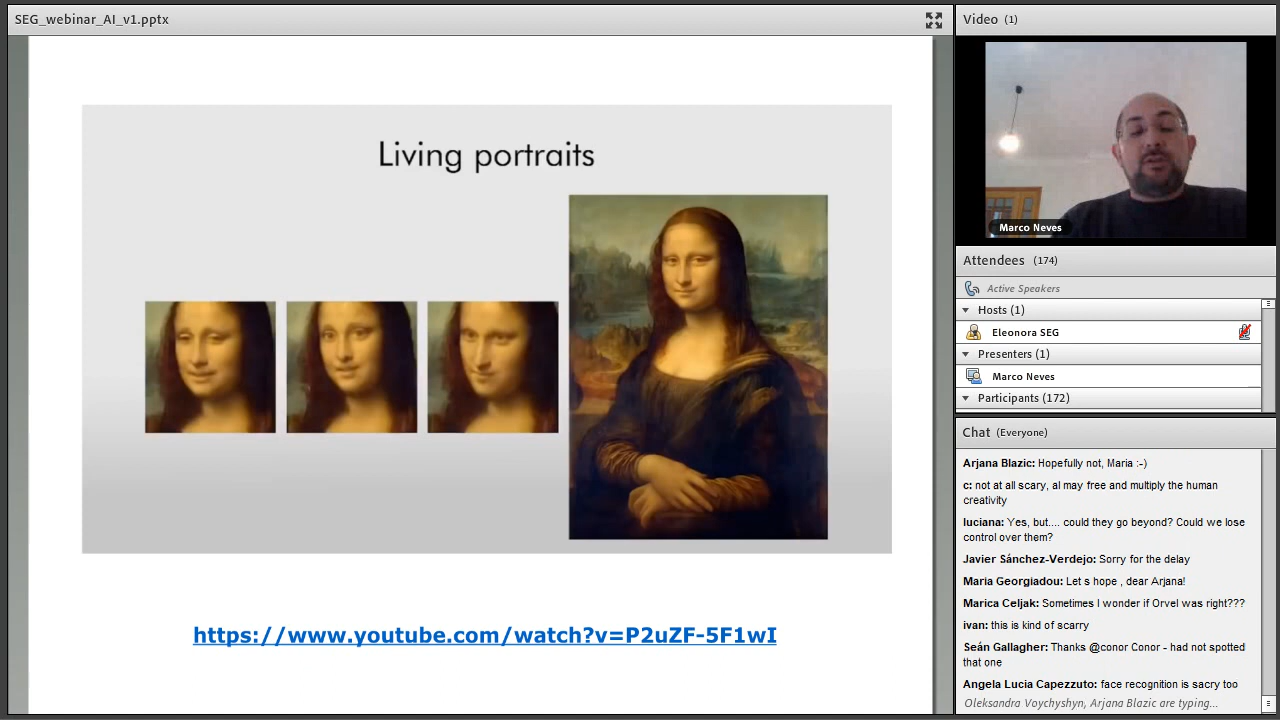 SEG_webinar_AI_v1.pptx
Living portraits
https://www.youtube.com/watch?v=P2uZF-5F1wI
Video (1)
Marco Neves
Attendees (174)
Active Speakers
Hosts (1)
Eleonora SEG
Presenters (1)
Marco Neves
Participants (172)
Chat (Everyone)
Arjana Blazic: Hopefully not, Maria :-)
c: not at all scary, aI may free and multiply the human
creativity
luciana: Yes, but.... could they go beyond? Could we lose
control over them?
Javier Sánchez-Verdejo: Sorry for the delay
Maria Georgiadou: Let s hope , dear Arjana!
Marica Celjak: Sometimes I wonder if Orvel was right???
ivan: this is kind of scarry
Seán Gallagher: Thanks @conor Conor - had not spotted
that one
Angela Lucia Capezzuto: face recognition is sacry too
Oleksandra Voychyshyn, Arjana Blazic are typing...